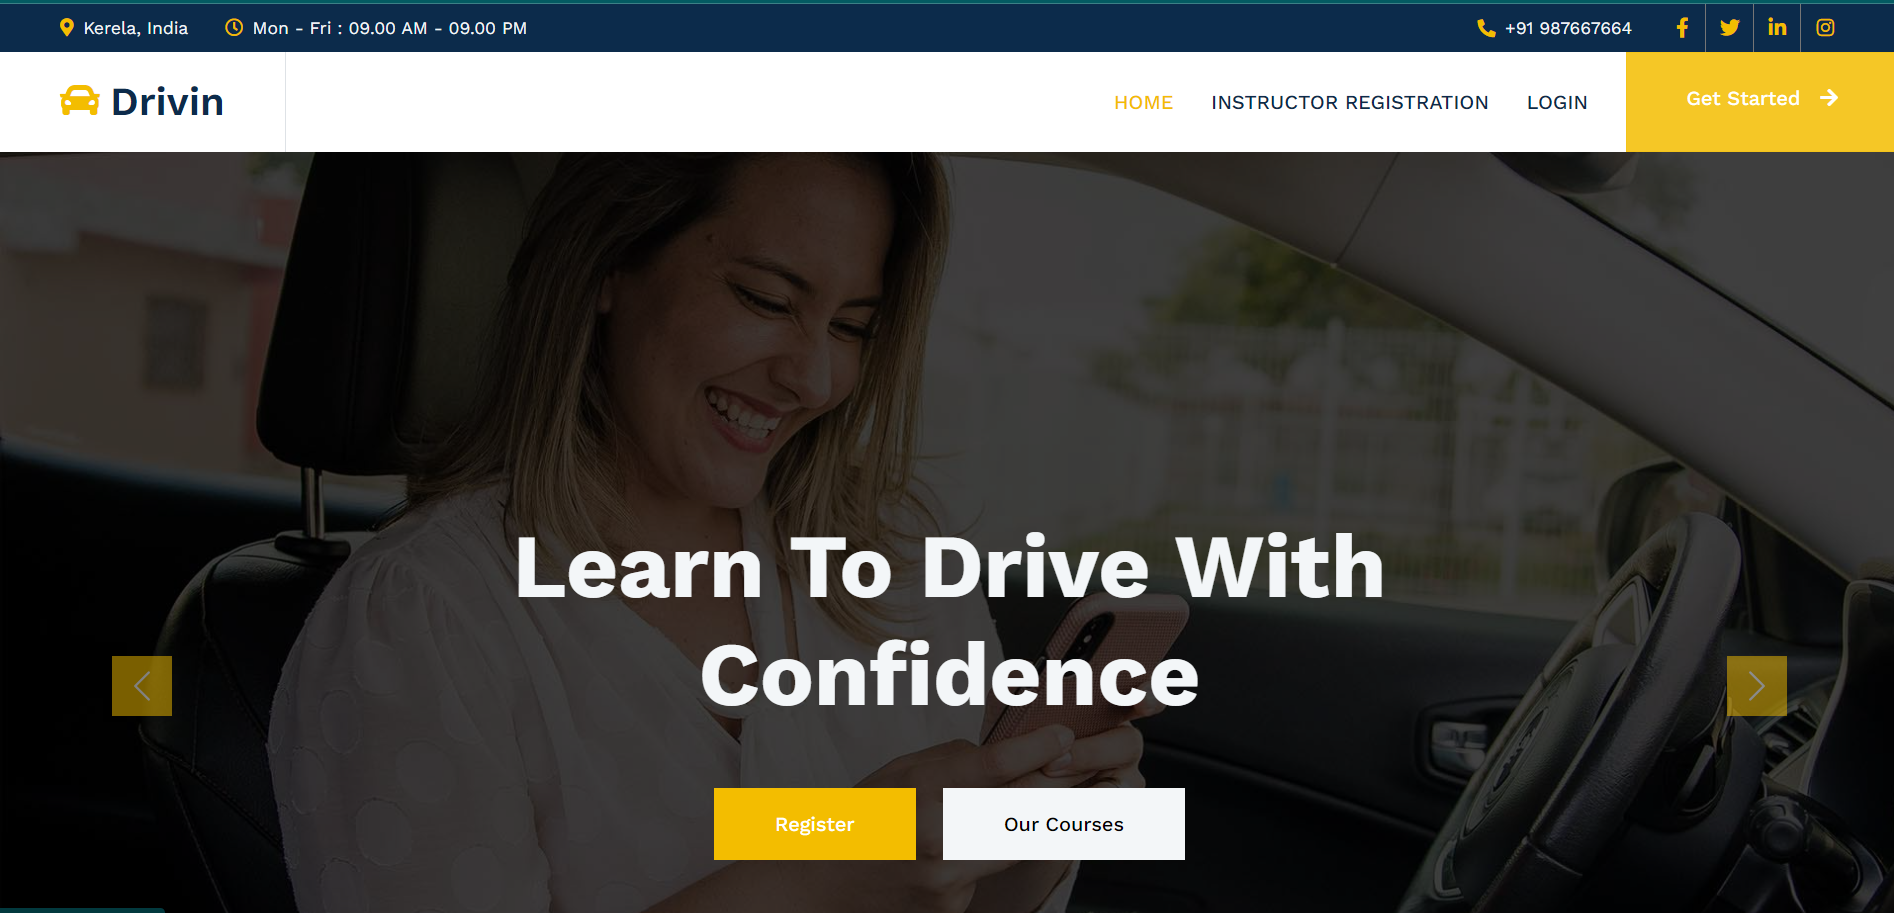 Kerela, India
Mon - Fri : 09.00 AM - 09.00 PM
+91 987667664
Drivin
HOME
INSTRUCTOR REGISTRATION
LOGIN
Get Started
Learn To Drive With
Confidence
Register
Our Courses